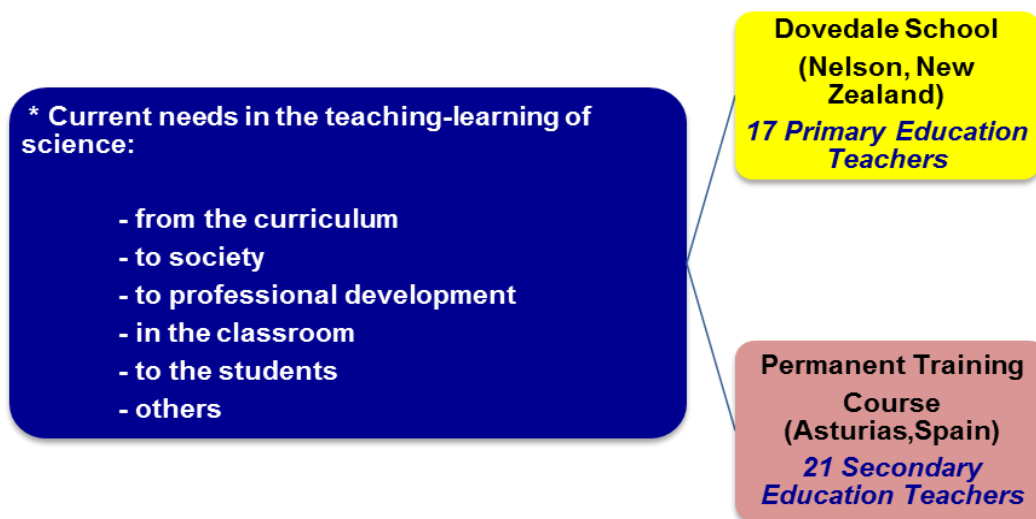 * Current needs in the teaching-learning of
science:
- from the curriculum
- to society
- to professional development
- in the classroom
- to the students
- others
Dovedale School
(Nelson, New
Zealand)
17 Primary Education
Teachers
Permanent Training
Course
(Asturias,Spain)
21 Secondary
Education Teachers